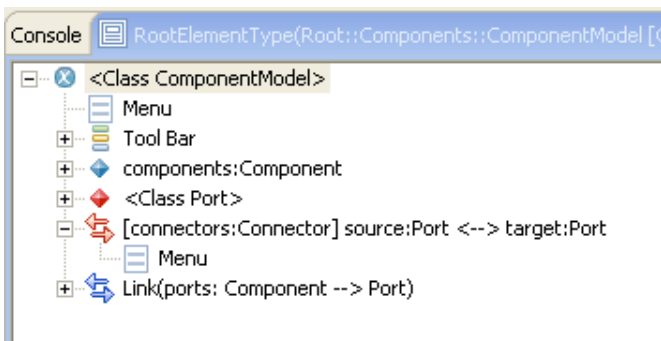 Console RootElementType(Root::Components::ComponentModel [
<Class ComponentModel>
Menu
Tool Bar
components:Component
<Class Port>
[connectors:Connector] source:Port <--> target:Port
Menu
Link(ports: Component --> Port)